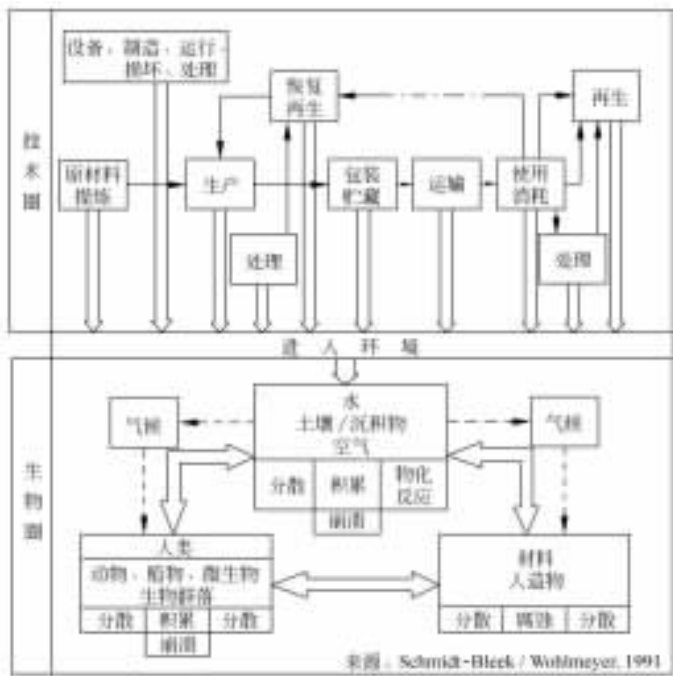 技术圈
设备、制造、运行、
损坏、处理
恢复
再生
再生
原材料
提炼
生产
包装
贮藏
运输
使用
消耗
处理
处理
进入环境
生物圈
水
土壤/沉积物
空气
气候
气候
分散
积累
物化
反应
崩溃
人类
动物、植物、微生物
生物群落
分散
积累
分散
崩溃
材料
人造物
分散
腐蚀
分散
来源：Schmidt-Bleek / Wohlmeyer, 1991